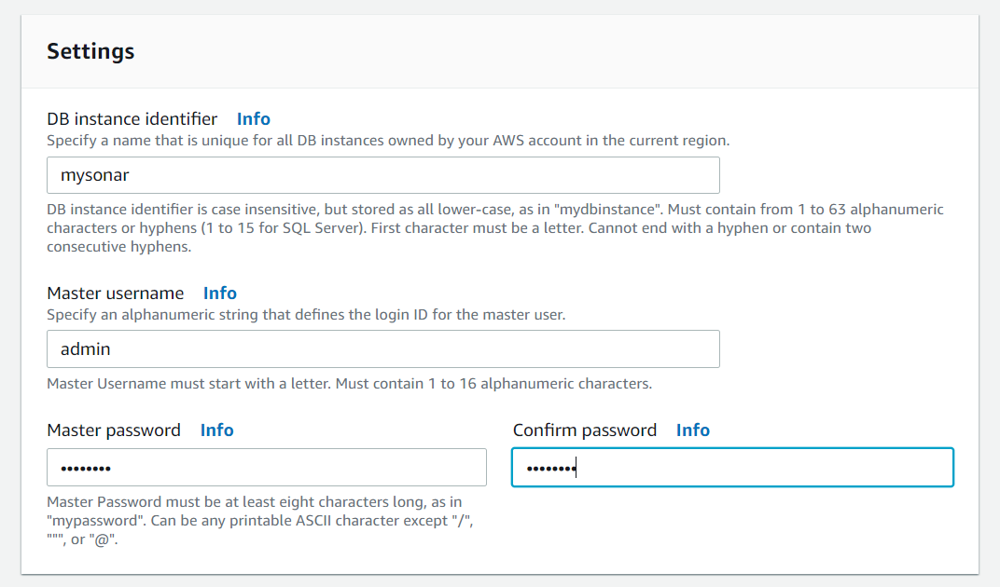 Settings
DB instance identifier Info
Specify a name that is unique for all DB instances owned by your AWS account in the current region.
mysonar
DB instance identifier is case insensitive, but stored as all lower-case, as in "mydbinstance". Must contain from 1 to 63 alphanumeric
characters or hyphens (1 to 15 for SQL Server). First character must be a letter. Cannot end with a hyphen or contain two
consecutive hyphens.
Master username Info
Specify an alphanumeric string that defines the login ID for the master user.
admin
Master Username must start with a letter. Must contain 1 to 16 alphanumeric characters.
Master password Info
••••••••
Master Password must be at least eight characters long, as in
"mypassword". Can be any printable ASCII character except "/",
""", or "@".
Confirm password Info
••••••••